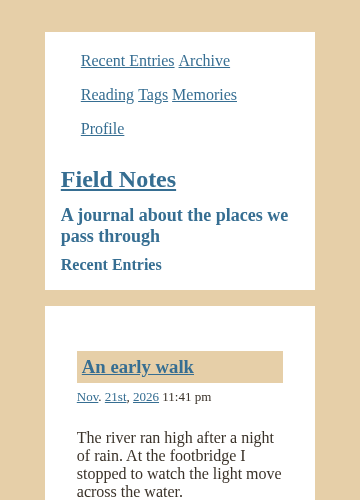 Recent Entries Archive
Reading Tags Memories
Profile
Field Notes
A journal about the places we
pass through
Recent Entries
An early walk
Nov. 21st, 2026 11:41 pm
The river ran high after a night
of rain. At the footbridge I
stopped to watch the light move
across the water.